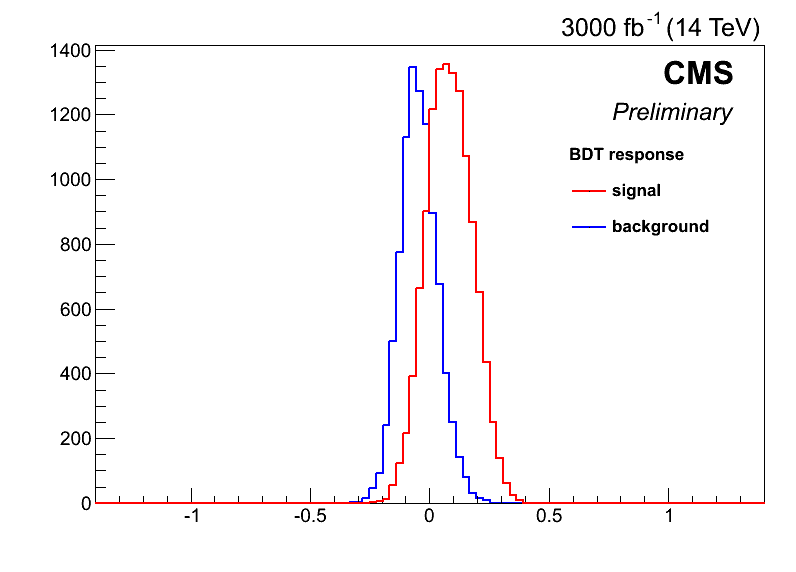 3000 fb⁻¹ (14 TeV)
1400
CMS
Preliminary
1200
BDT response
1000
signal
background
800
600
400
200
0
-1 -0.5 0 0.5 1